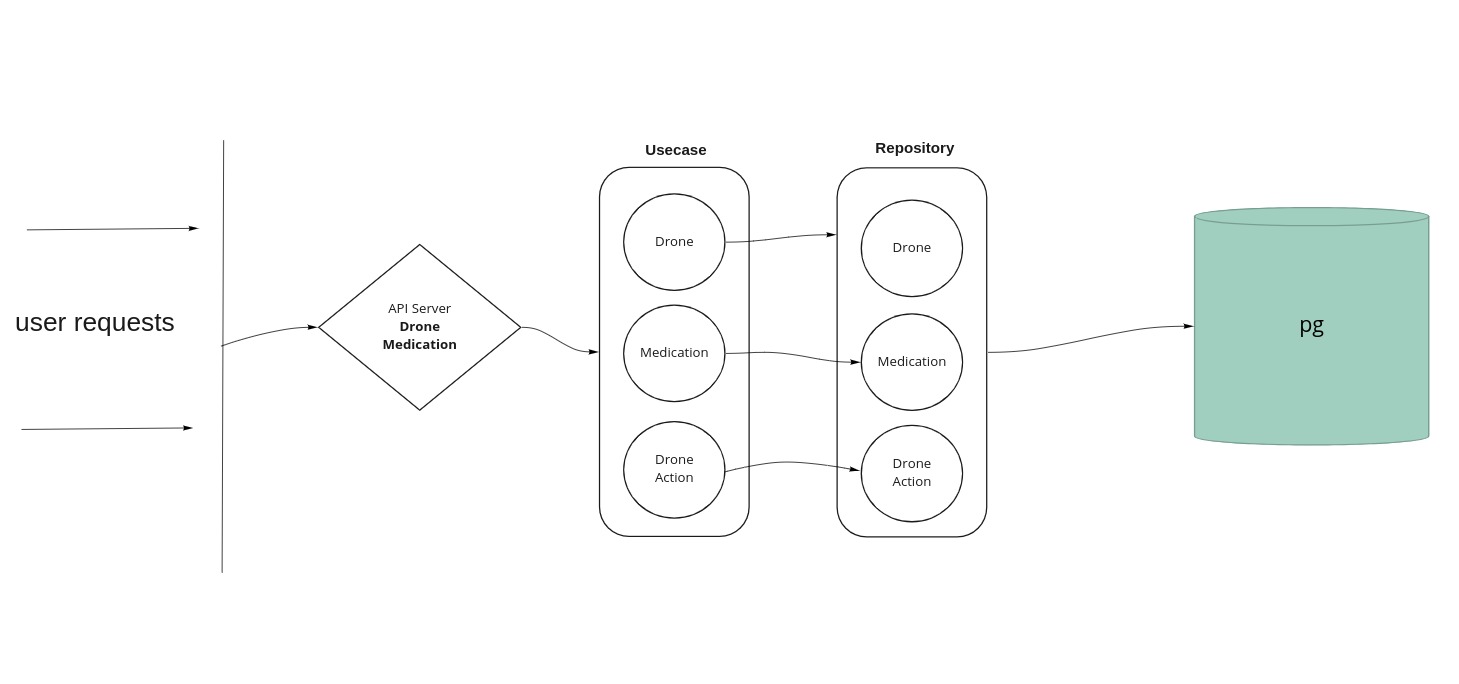 user requests
API Server
Drone
Medication
Usecase
Drone
Medication
Drone
Action
Repository
Drone
Medication
Drone
Action
pg